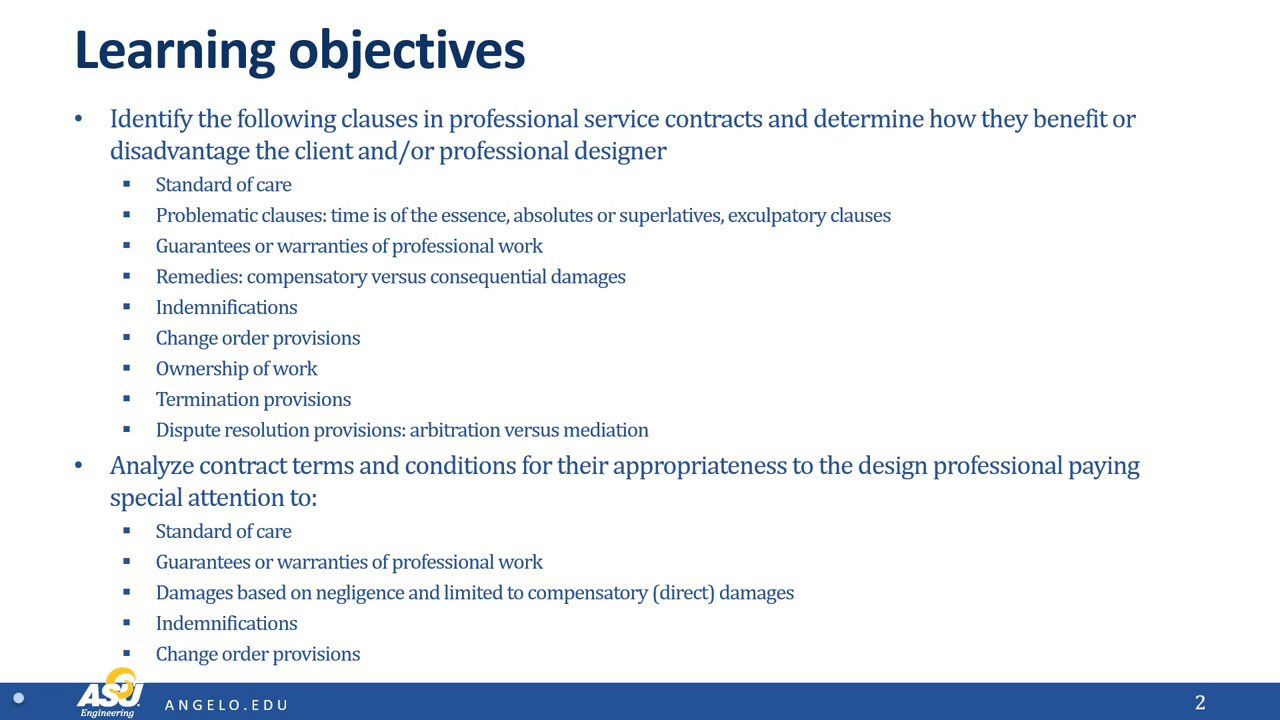 Learning objectives
• Identify the following clauses in professional service contracts and determine how they benefit or
disadvantage the client and/or professional designer
▪ Standard of care
▪ Problematic clauses: time is of the essence, absolutes or superlatives, exculpatory clauses
▪ Guarantees or warranties of professional work
▪ Remedies: compensatory versus consequential damages
▪ Indemnifications
▪ Change order provisions
▪ Ownership of work
▪ Termination provisions
▪ Dispute resolution provisions: arbitration versus mediation
• Analyze contract terms and conditions for their appropriateness to the design professional paying
special attention to:
▪ Standard of care
▪ Guarantees or warranties of professional work
▪ Damages based on negligence and limited to compensatory (direct) damages
▪ Indemnifications
▪ Change order provisions
ASU
Engineering
ANGELO.EDU
2